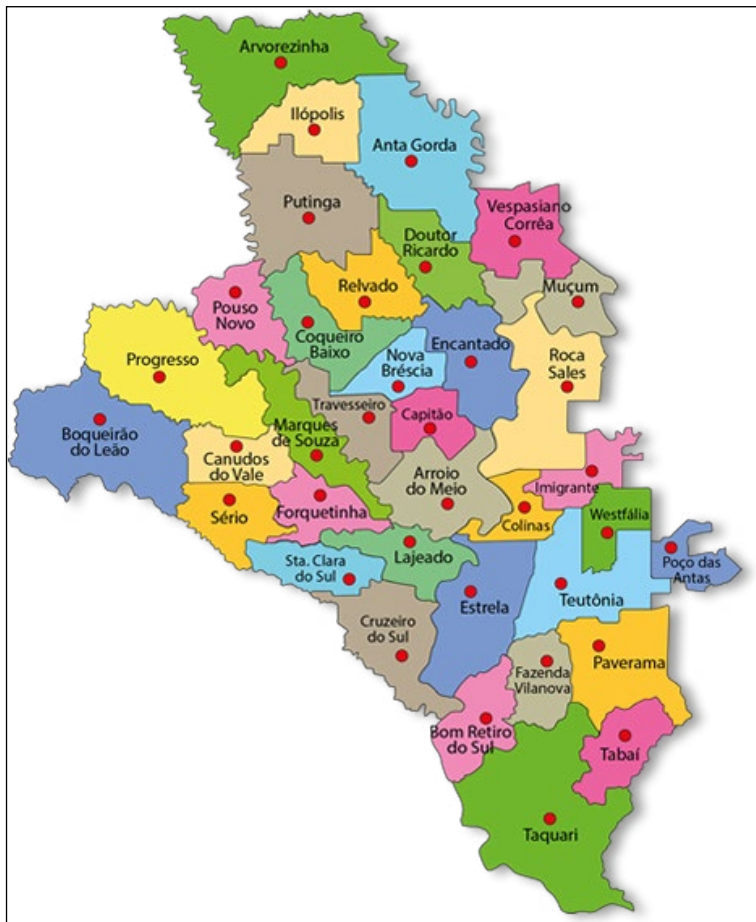 Arvorezinha
Ilópolis
Anta Gorda
Putinga
Vespasiano
Corrêa
Doutor
Ricardo
Muçum
Relvado
Pouso
Novo
Coqueiro
Baixo
Encantado
Nova
Bréscia
Roca
Sales
Progresso
Travesseiro
Capitão
Marques
de Souza
Boqueirão
do Leão
Canudos
do Vale
Arroio
do Meio
Imigrante
Sério
Forquetinha
Colinas
Westfália
Lajeado
Sta. Clara
do Sul
Poço das
Antas
Estrela
Teutônia
Cruzeiro
do Sul
Fazenda
Vilanova
Paverama
Bom Retiro
do Sul
Tabaí
Taquari